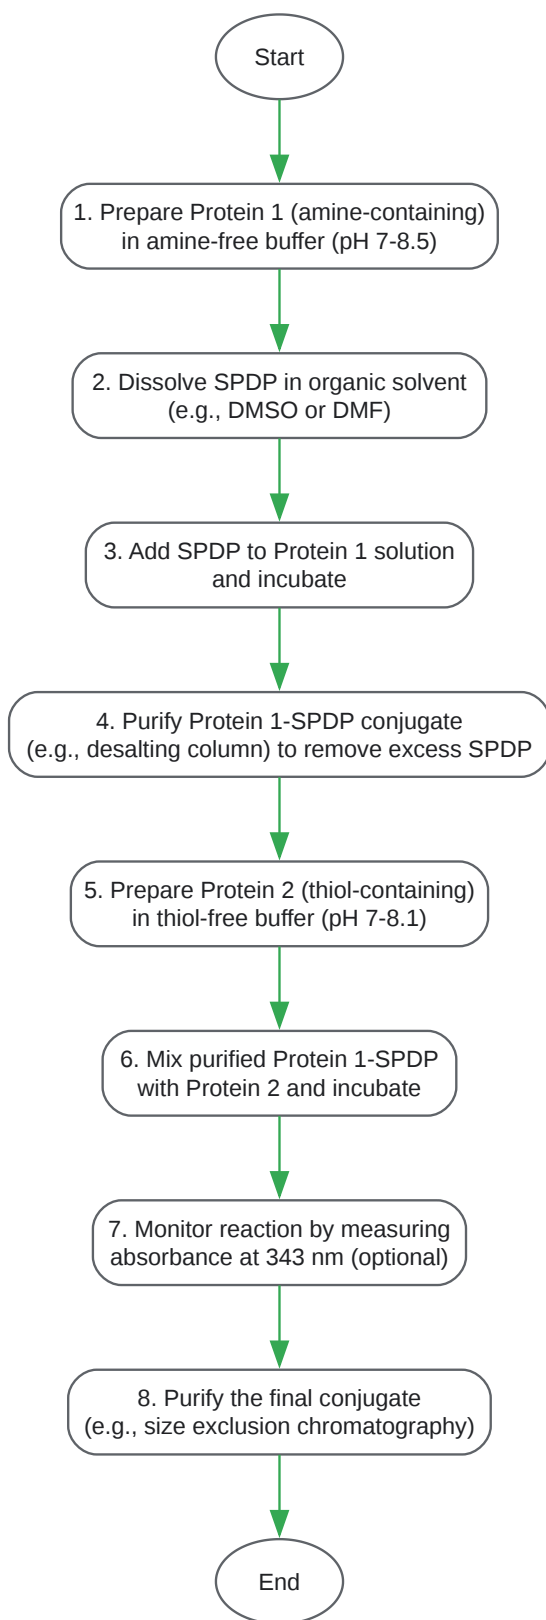 Start
1. Prepare Protein 1 (amine-containing)
in amine-free buffer (pH 7-8.5)
2. Dissolve SPDP in organic solvent
(e.g., DMSO or DMF)
3. Add SPDP to Protein 1 solution
and incubate
4. Purify Protein 1-SPDP conjugate
(e.g., desalting column) to remove excess SPDP
5. Prepare Protein 2 (thiol-containing)
in thiol-free buffer (pH 7-8.1)
6. Mix purified Protein 1-SPDP
with Protein 2 and incubate
7. Monitor reaction by measuring
absorbance at 343 nm (optional)
8. Purify the final conjugate
(e.g., size exclusion chromatography)
End